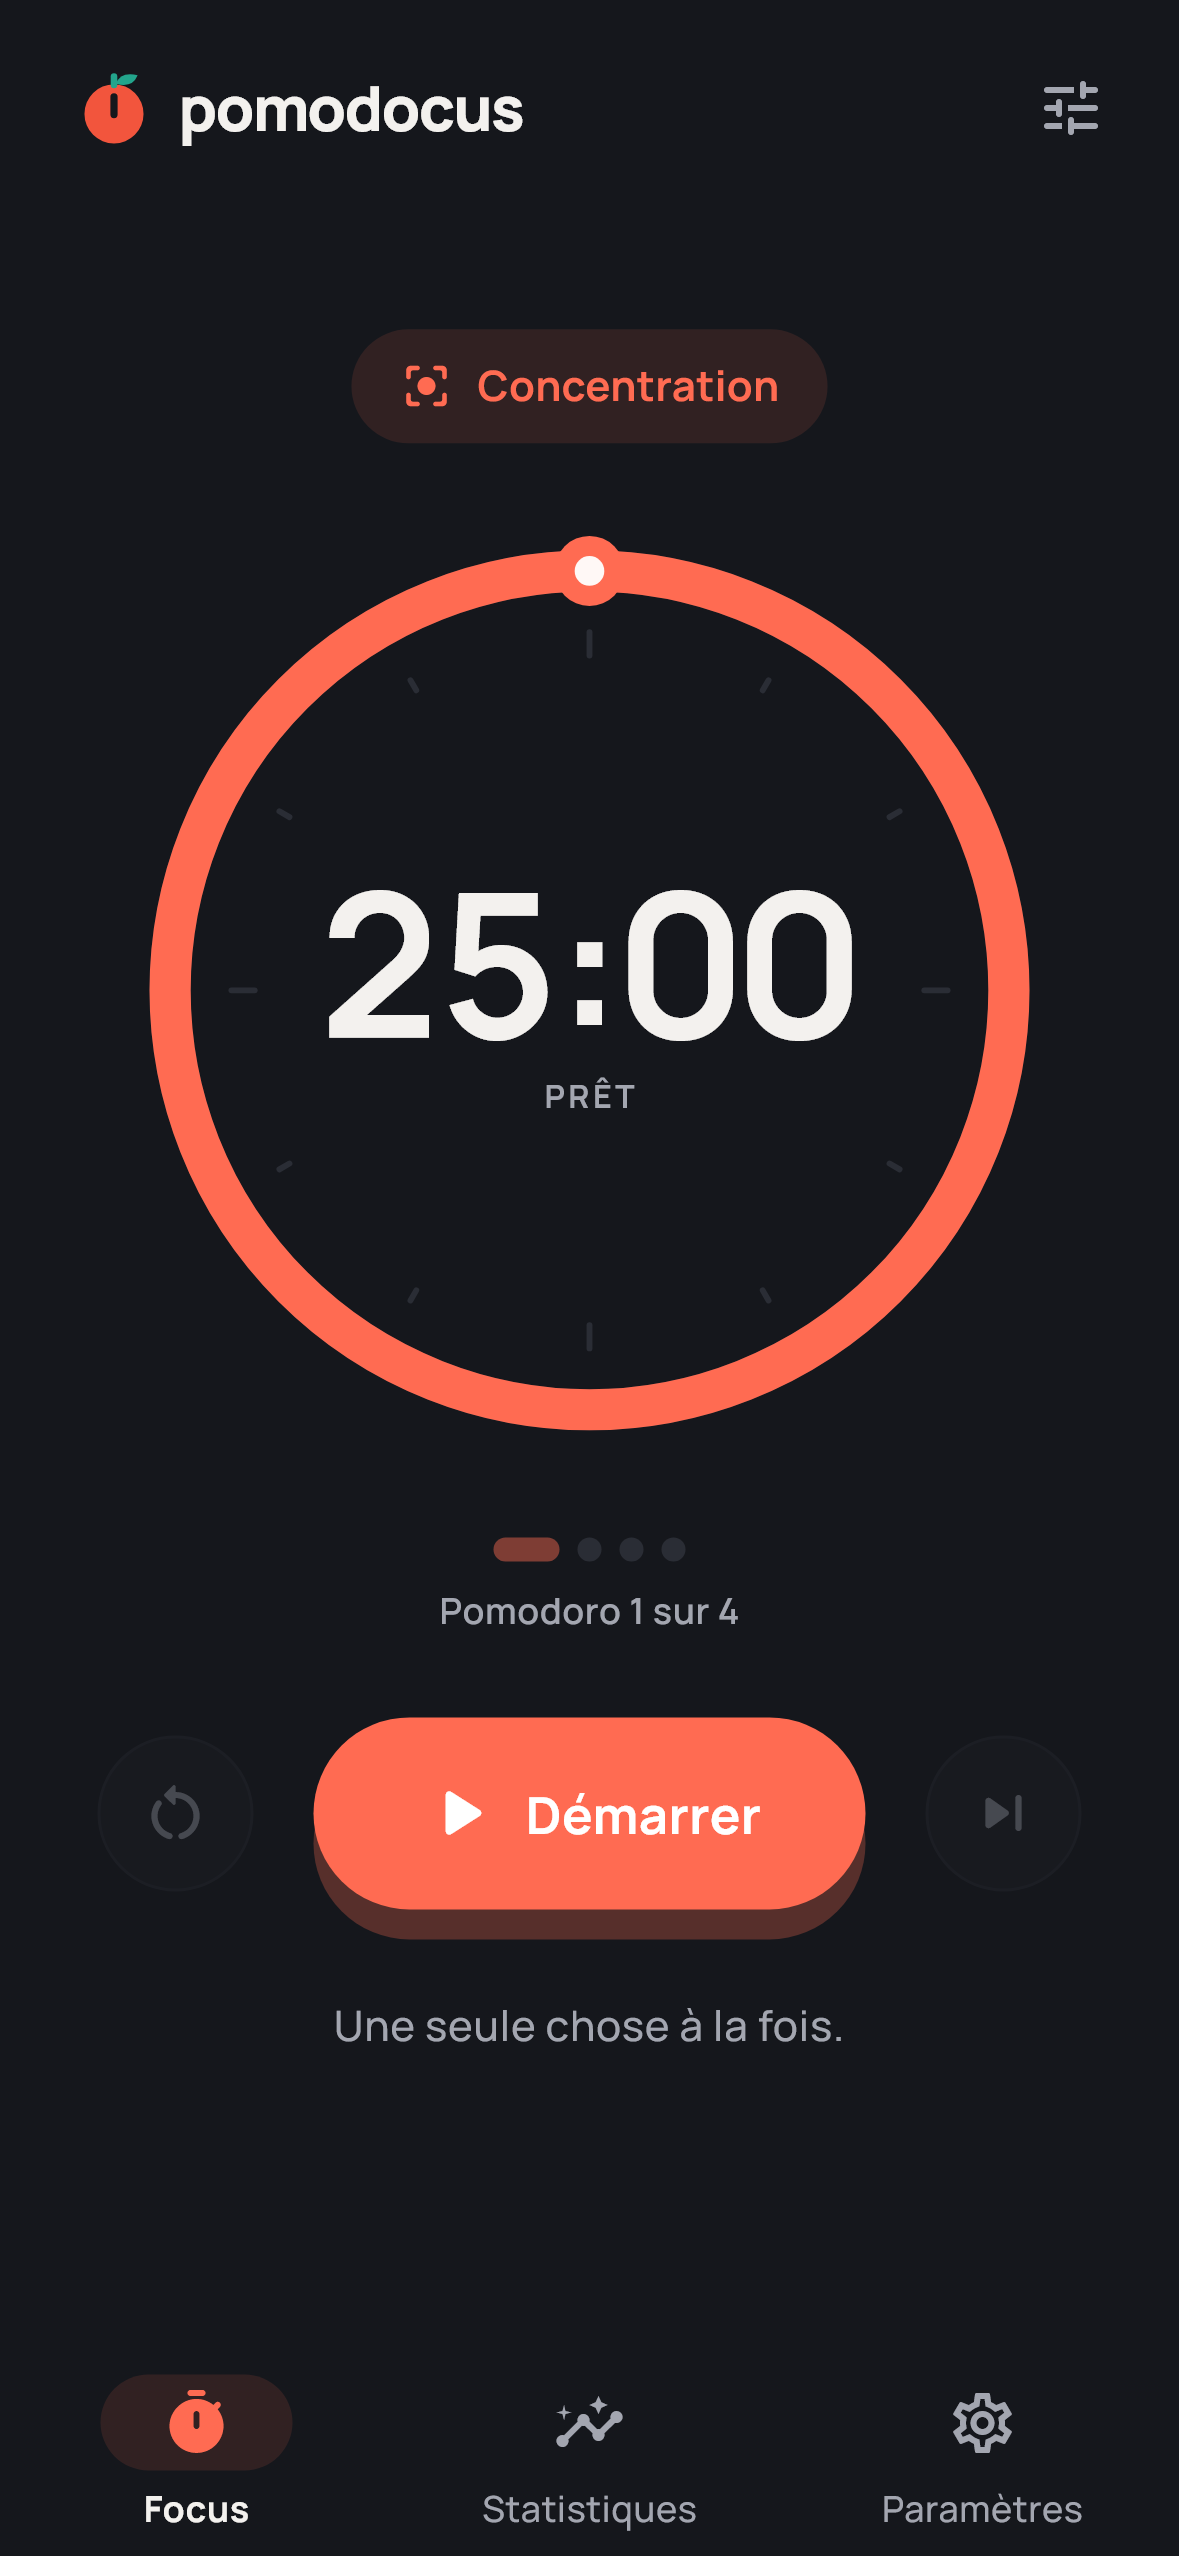 pomodocus
Concentration
25:00
PRÊT
Pomodoro 1 sur 4
Démarrer
Une seule chose à la fois.
Focus
Statistiques
Paramètres